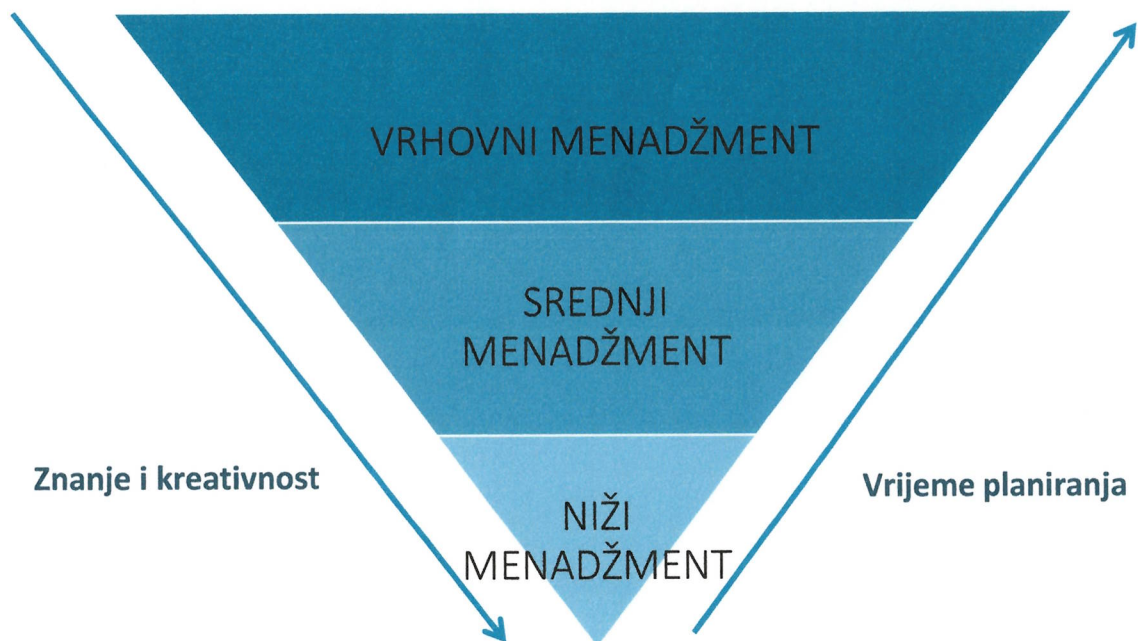 VRHOVNI MENADŽMENT
SREDNJI
MENADŽMENT
Znanje i kreativnost
Vrijeme planiranja
NIŽI
MENADŽMENT